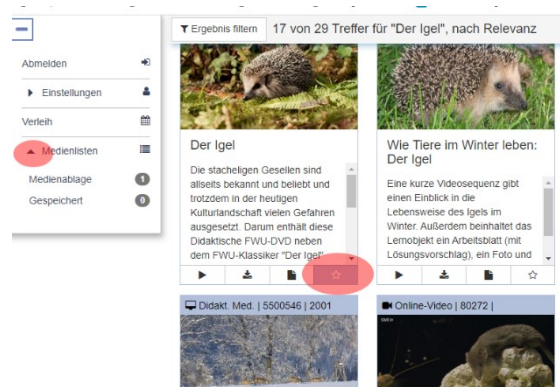 Ergebnis filtern
17 von 29 Treffer für "Der Igel", nach Relevanz
Abmelden
Einstellungen
Verleih
Medienlisten
Medienablage 1
Gespeichert 0
Der Igel
Die stacheligen Gesellen sind
allseits bekannt und beliebt und
trotzdem in der heutigen
Kulturlandschaft vielen Gefahren
ausgesetzt. Darum enthält diese
Didaktische FWU-DVD neben
dem FWU-Klassiker "Der Igel"
Wie Tiere im Winter leben:
Der Igel
Eine kurze Videosequenz gibt
einen Einblick in die
Lebensweise des Igels im
Winter. Außerdem beinhaltet das
Lernobjekt ein Arbeitsblatt (mit
Lösungsvorschlag), ein Foto und
Didakt. Med. | 5500546 | 2001
Online-Video | 80272 |